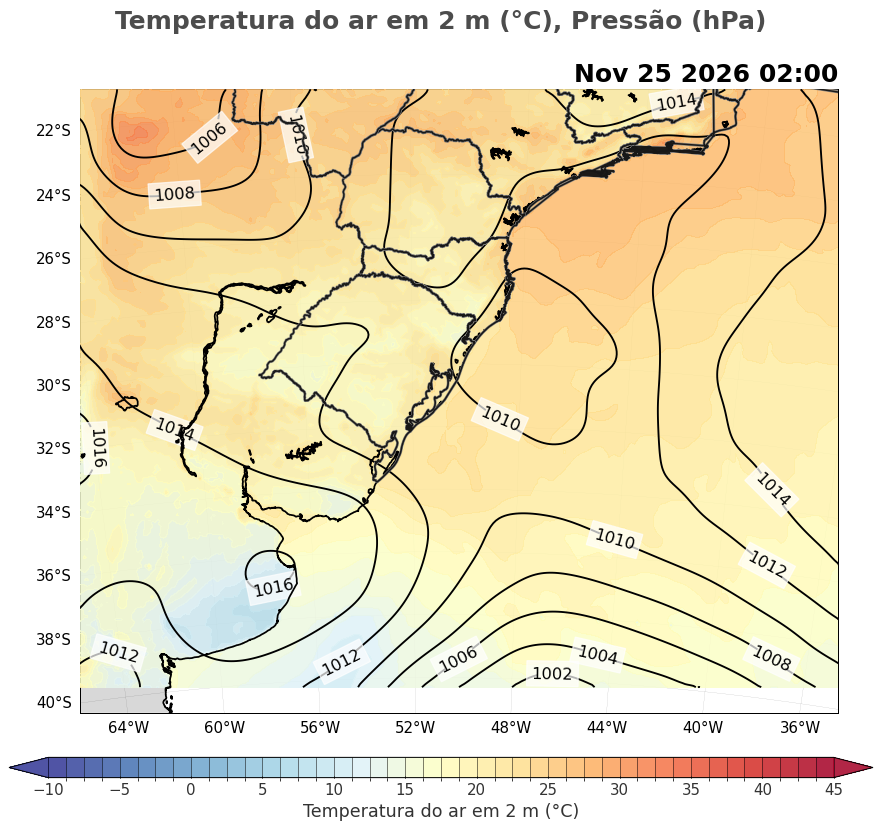 Temperatura do ar em 2 m (°C), Pressão (hPa)
Nov 25 2026 02:00
22°S
24°S
26°S
28°S
30°S
32°S
34°S
36°S
38°S
40°S
1006
1010
1014
1008
1014
1016
1010
1014
1010
1012
1016
1012
1012
1006
1004
1002
1008
64°W 60°W 56°W 52°W 48°W 44°W 40°W 36°W
−10 −5 0 5 10 15 20 25 30 35 40 45
Temperatura do ar em 2 m (°C)